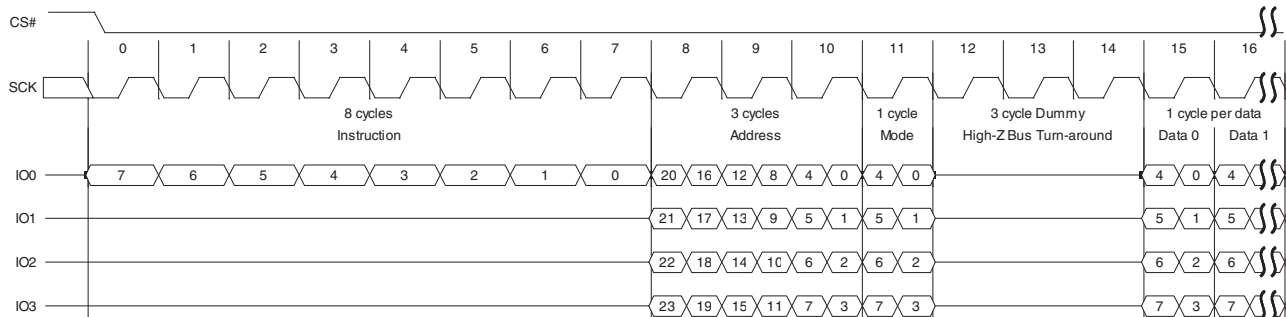 CS#
0 1 2 3 4 5 6 7 8 9 10 11 12 13 14 15 16
SCK
8 cycles 3 cycles 1 cycle 3 cycle Dummy 1 cycle per data
Instruction Address Mode High-Z Bus Turn-around Data 0 Data 1
IO0 7 6 5 4 3 2 1 0 20 16 12 8 4 0 4 0 4 0 4
IO1 21 17 13 9 5 1 5 1 5 1 5
IO2 22 18 14 10 6 2 6 2 6 2 6
IO3 23 19 15 11 7 3 7 3 7 3 7